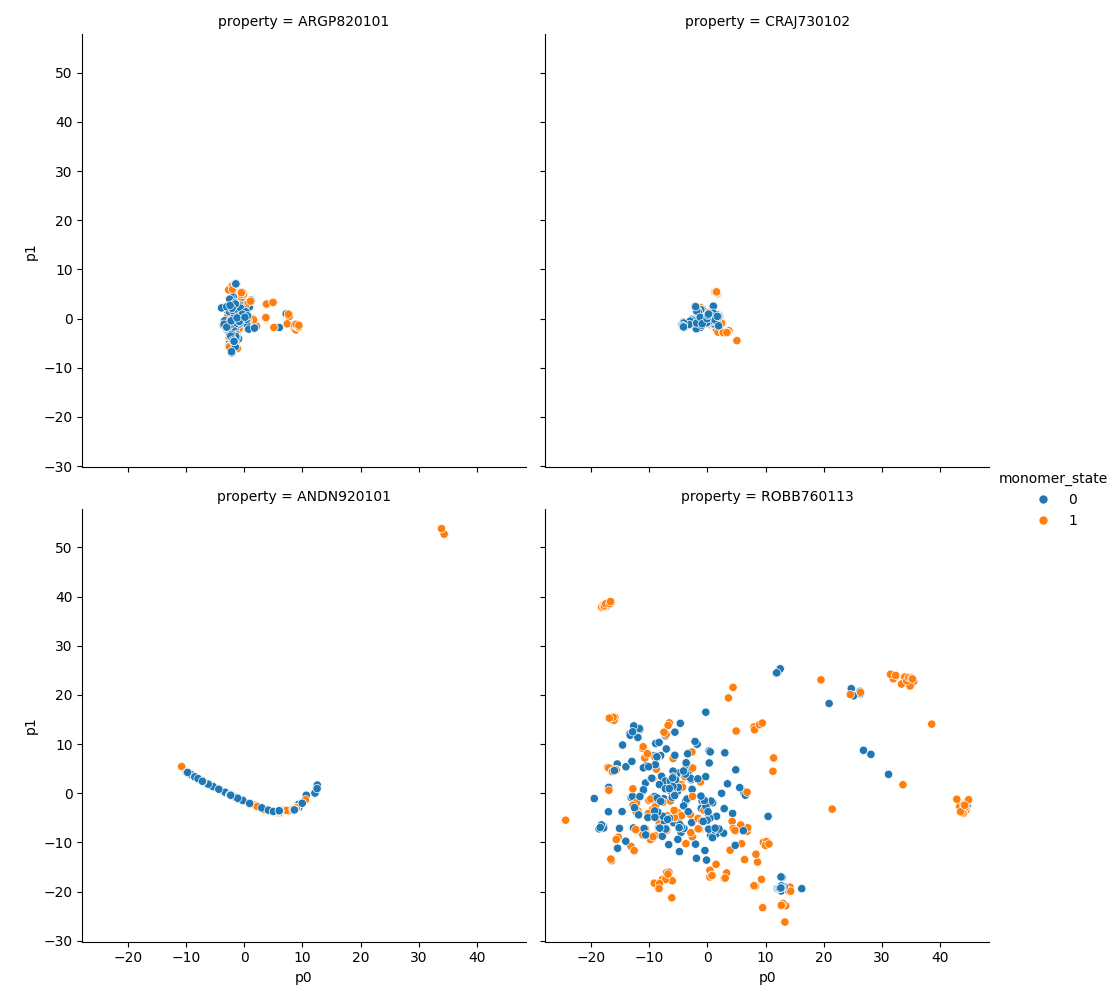 property = ARGP820101
property = CRAJ730102
50
40
30
20
10
0
−10
−20
−30
p1
property = ANDN920101
property = ROBB760113
monomer_state
0
1
50
40
30
20
10
0
−10
−20
−30
p1
−20 −10 0 10 20 30 40
−20 −10 0 10 20 30 40
p0
p0